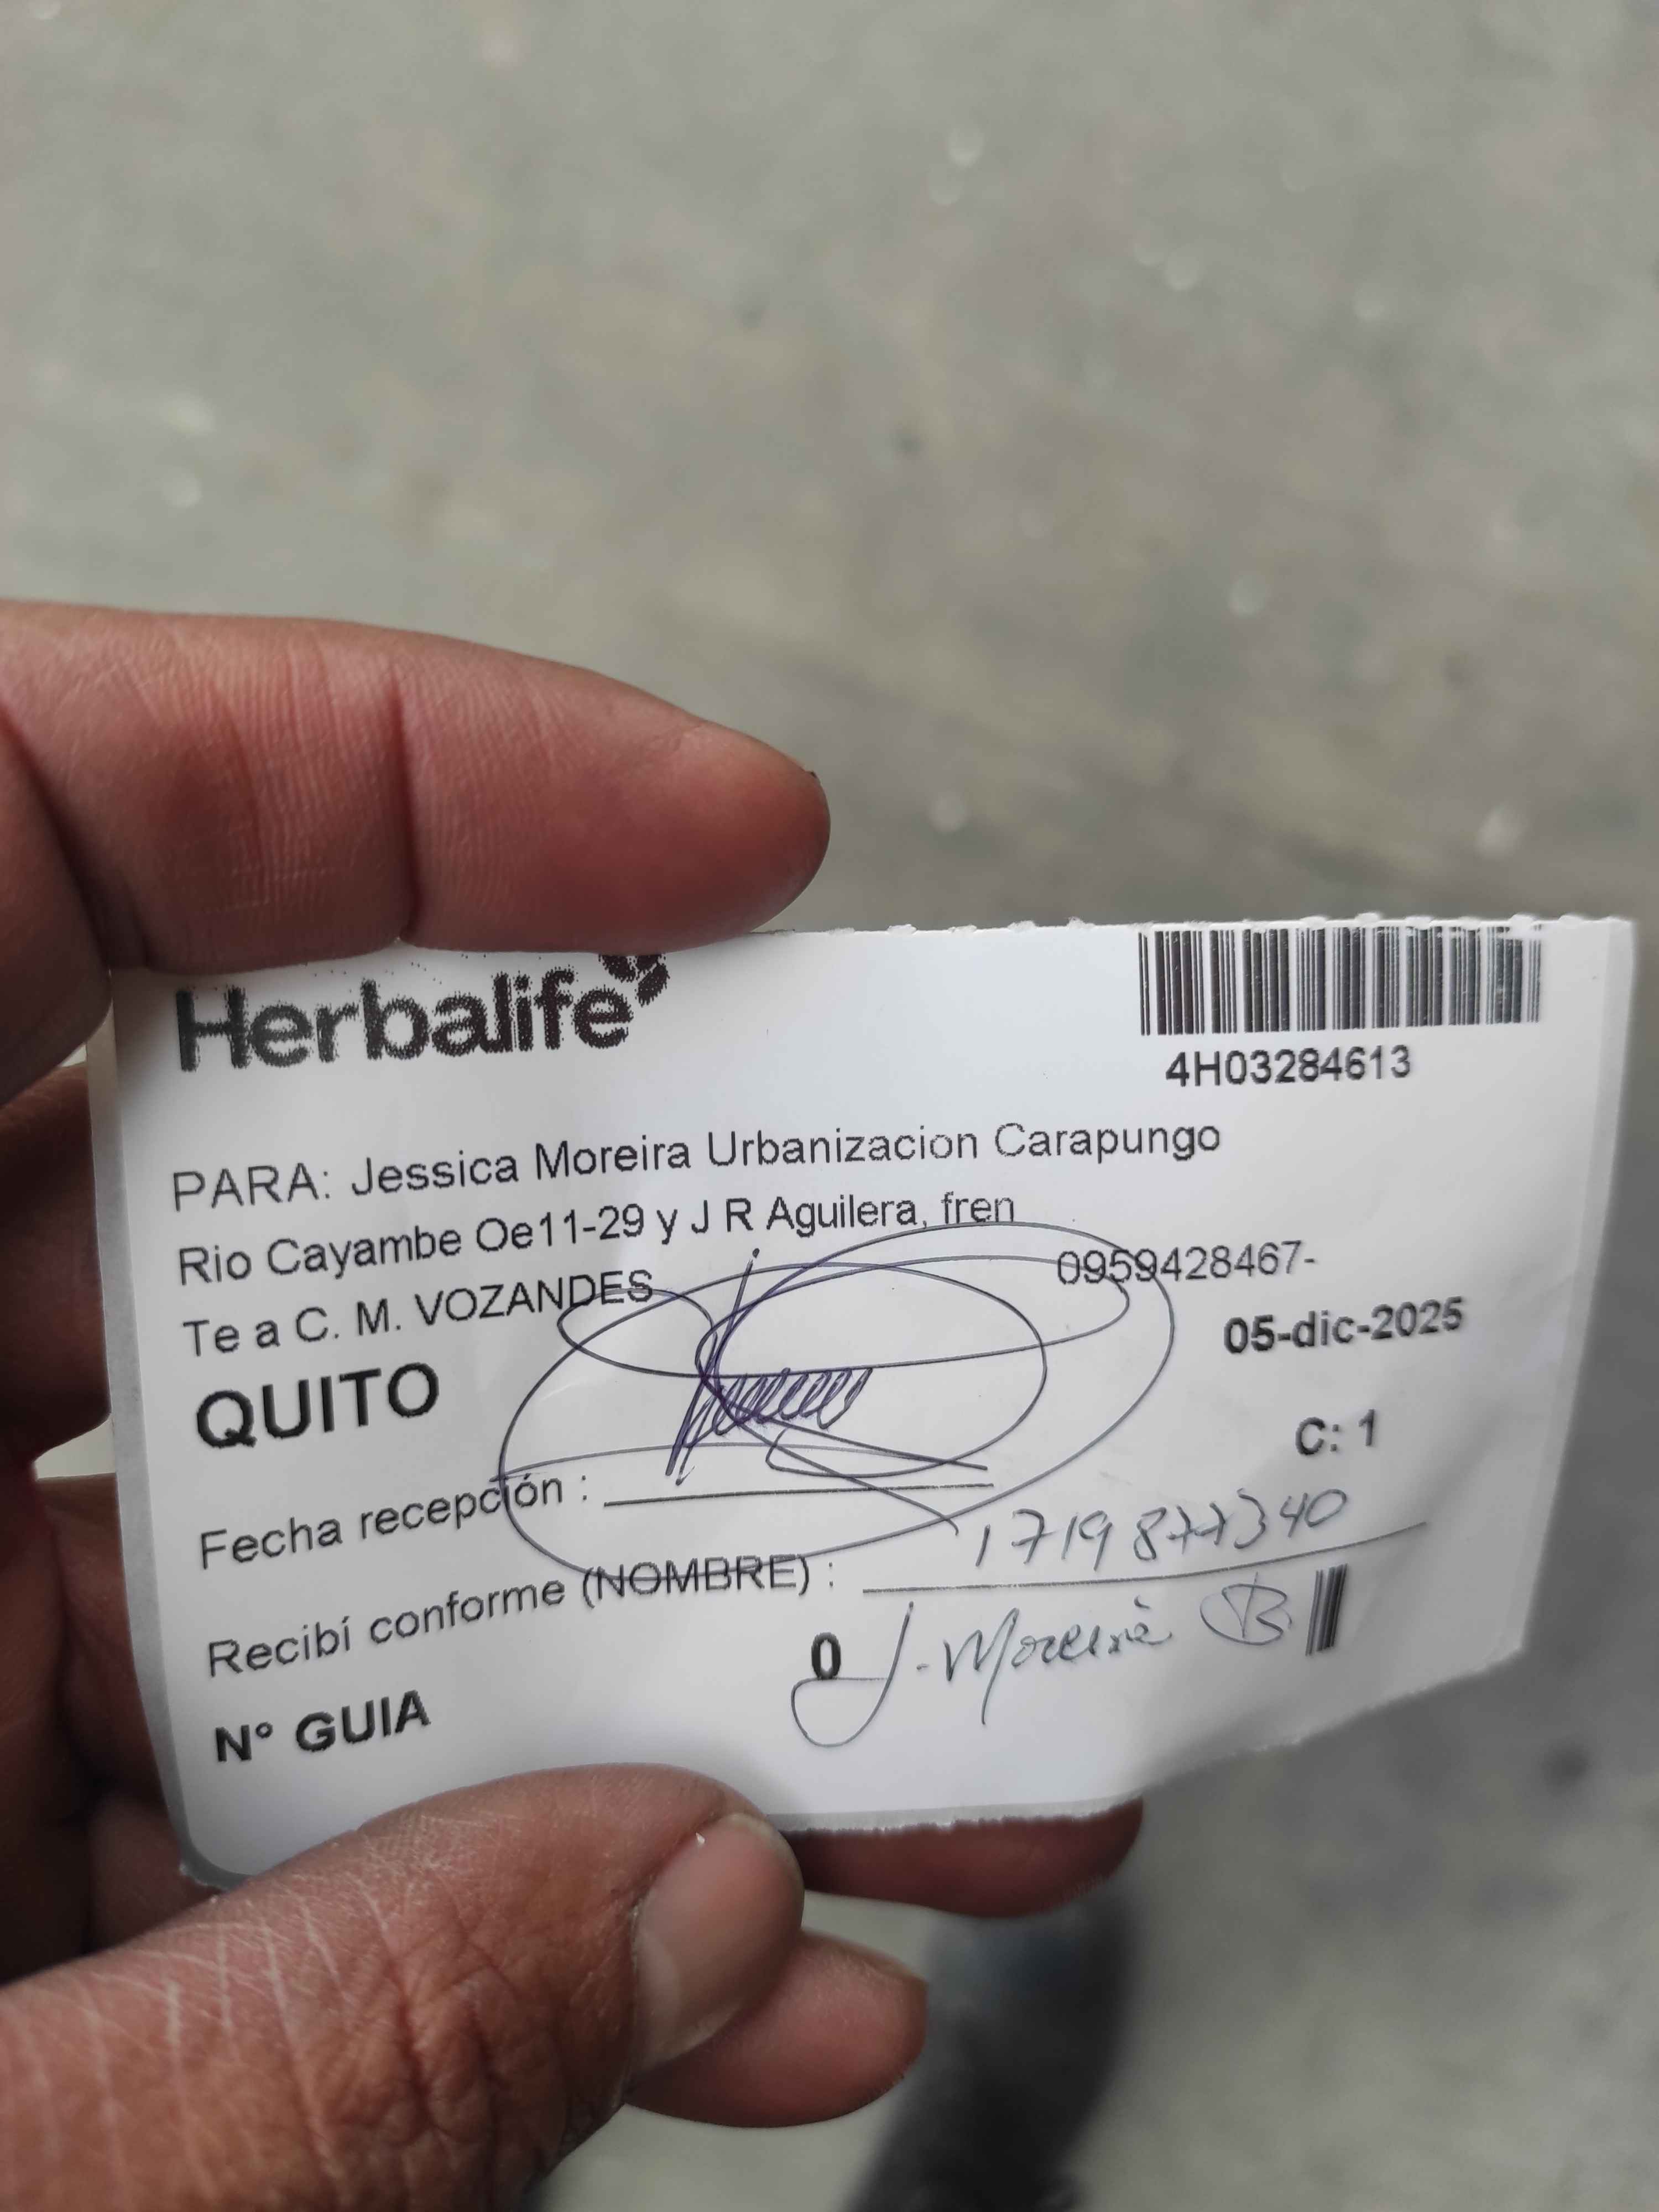 Herbalife
4H03284613
PARA: Jessica Moreira Urbanizacion Carapungo
Rio Cayambe Oe11-29 y J R Aguilera, fren
Te a C. M. VOZANDES
0959428467-
05-dic-2025
QUITO
C: 1
Fecha recepción :
Recibí conforme (NOMBRE) : 1719877340
0 J. Moreira B
N° GUIA